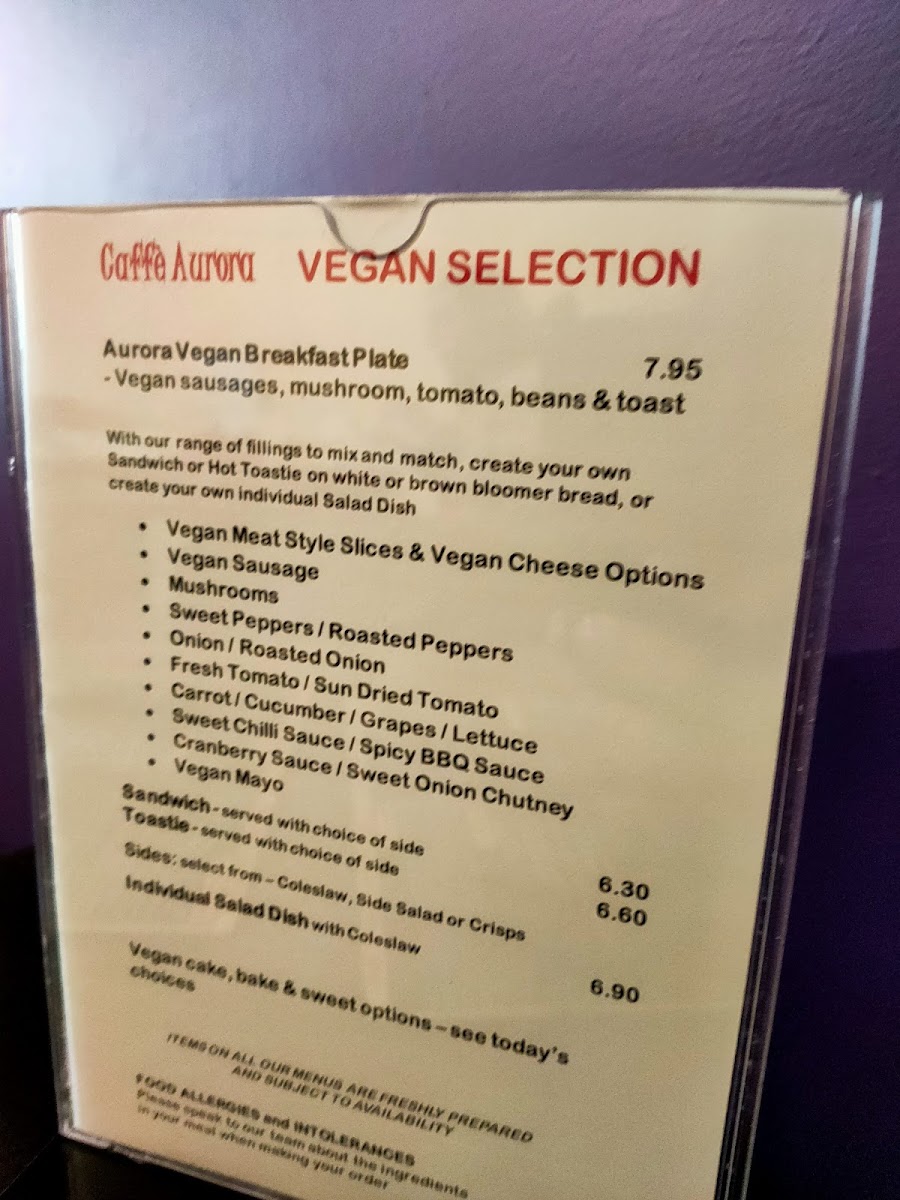 Caffè Aurora VEGAN SELECTION
Aurora Vegan Breakfast Plate 7.95
- Vegan sausages, mushroom, tomato, beans & toast
With our range of fillings to mix and match, create your own
Sandwich or Hot Toastie on white or brown bloomer bread, or
create your own individual Salad Dish
• Vegan Meat Style Slices & Vegan Cheese Options
• Vegan Sausage
• Mushrooms
• Sweet Peppers / Roasted Peppers
• Onion / Roasted Onion
• Fresh Tomato / Sun Dried Tomato
• Carrot / Cucumber / Grapes / Lettuce
• Sweet Chilli Sauce / Spicy BBQ Sauce
• Cranberry Sauce / Sweet Onion Chutney
• Vegan Mayo
Sandwich - served with choice of side 6.30
Toastie - served with choice of side 6.60
Sides: select from – Coleslaw, Side Salad or Crisps
Individual Salad Dish with Coleslaw 6.90
Vegan cake, bake & sweet options – see today's
choices
ITEMS ON ALL OUR MENUS ARE FRESHLY PREPARED
AND SUBJECT TO AVAILABILITY
FOOD ALLERGIES and INTOLERANCES
Please speak to our team about the ingredients
in your meal when making your order